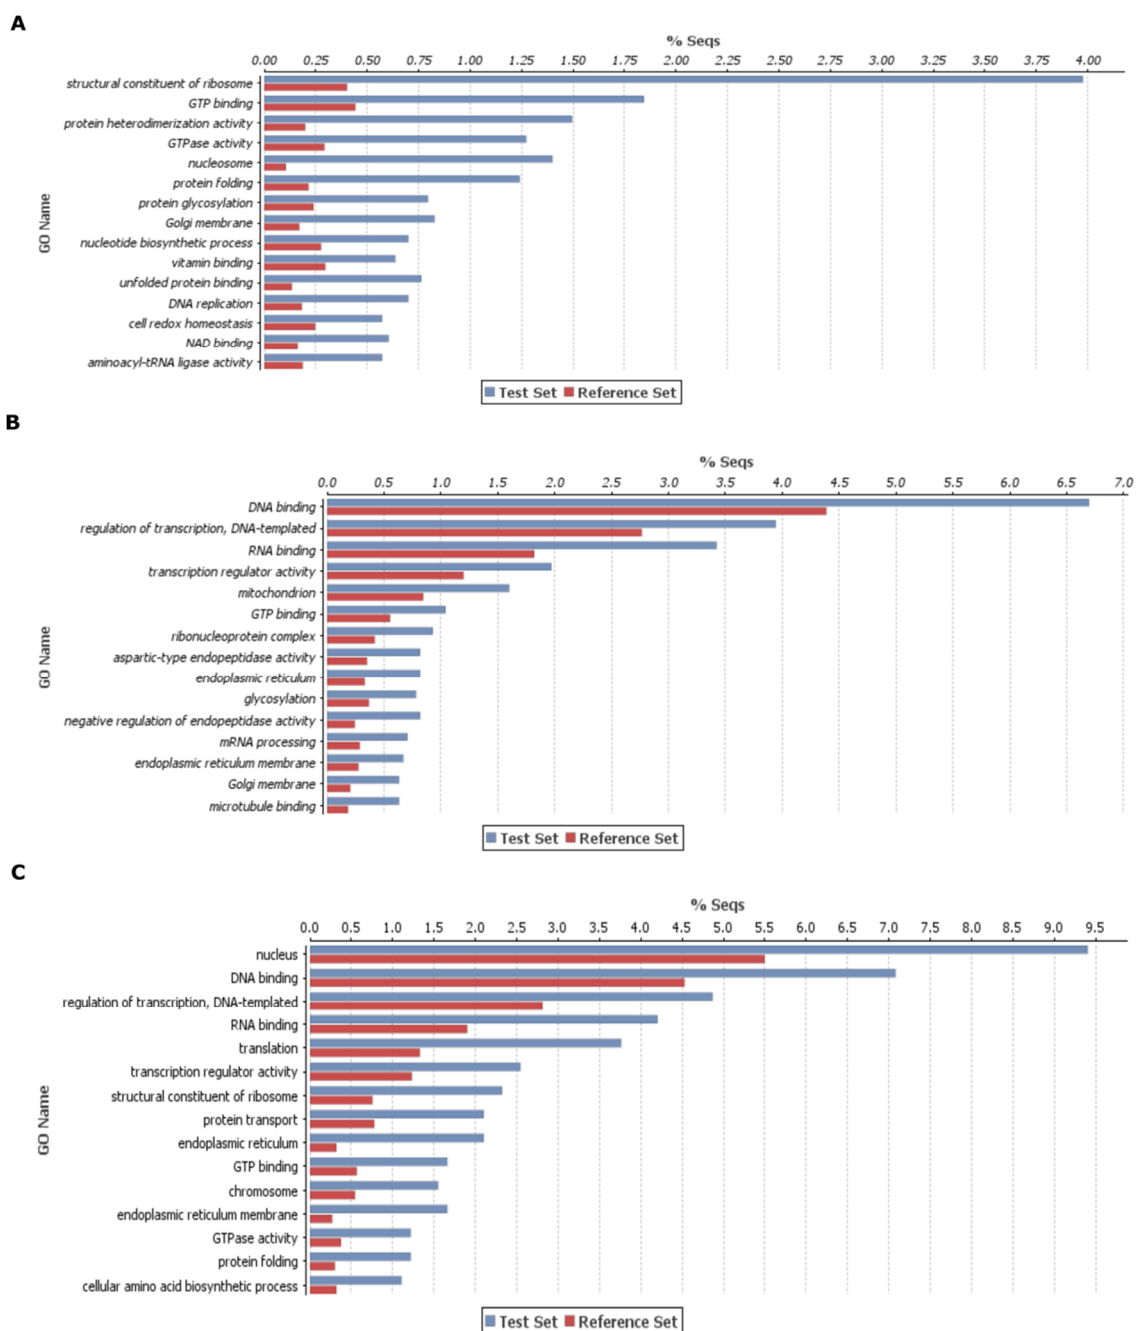 A
% Seqs
0.00 0.25 0.50 0.75 1.00 1.25 1.50 1.75 2.00 2.25 2.50 2.75 3.00 3.25 3.50 3.75 4.00
GO Name
structural constituent of ribosome
GTP binding
protein heterodimerization activity
GTPase activity
nucleosome
protein folding
protein glycosylation
Golgi membrane
nucleotide biosynthetic process
vitamin binding
unfolded protein binding
DNA replication
cell redox homeostasis
NAD binding
aminoacyl-tRNA ligase activity
Test Set Reference Set
B
% Seqs
0.0 0.5 1.0 1.5 2.0 2.5 3.0 3.5 4.0 4.5 5.0 5.5 6.0 6.5 7.0
GO Name
DNA binding
regulation of transcription, DNA-templated
RNA binding
transcription regulator activity
mitochondrion
GTP binding
ribonucleoprotein complex
aspartic-type endopeptidase activity
endoplasmic reticulum
glycosylation
negative regulation of endopeptidase activity
mRNA processing
endoplasmic reticulum membrane
Golgi membrane
microtubule binding
Test Set Reference Set
C
% Seqs
0.0 0.5 1.0 1.5 2.0 2.5 3.0 3.5 4.0 4.5 5.0 5.5 6.0 6.5 7.0 7.5 8.0 8.5 9.0 9.5
GO Name
nucleus
DNA binding
regulation of transcription, DNA-templated
RNA binding
translation
transcription regulator activity
structural constituent of ribosome
protein transport
endoplasmic reticulum
GTP binding
chromosome
endoplasmic reticulum membrane
GTPase activity
protein folding
cellular amino acid biosynthetic process
Test Set Reference Set